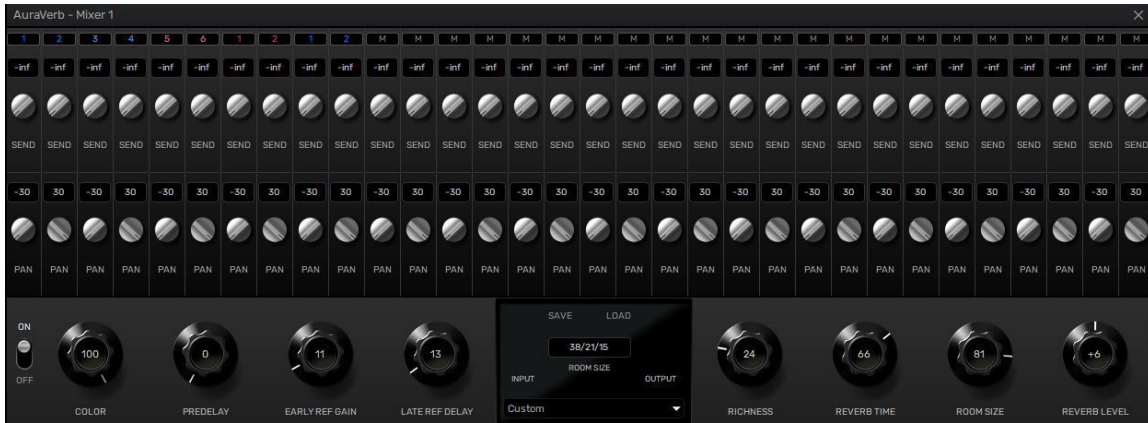 AuraVerb - Mixer 1
1 2 3 4 5 6 1 2 1 2 M M M M M M M M M M M M M M M M M M M M M M
-inf -inf -inf -inf -inf -inf -inf -inf -inf -inf -inf -inf -inf -inf -inf -inf -inf -inf -inf -inf -inf -inf -inf -inf -inf -inf -inf -inf -inf -inf -inf -inf
SEND SEND SEND SEND SEND SEND SEND SEND SEND SEND SEND SEND SEND SEND SEND SEND SEND SEND SEND SEND SEND SEND SEND SEND SEND SEND SEND SEND SEND SEND SEND SEND
-30 30 -30 30 -30 30 -30 30 -30 30 -30 30 -30 30 -30 30 -30 30 -30 30 -30 30 -30 30 -30 30 -30 30 -30 30 -30 30
PAN PAN PAN PAN PAN PAN PAN PAN PAN PAN PAN PAN PAN PAN PAN PAN PAN PAN PAN PAN PAN PAN PAN PAN PAN PAN PAN PAN PAN PAN PAN PAN
ON
OFF
100
COLOR
0
PREDELAY
11
EARLY REF GAIN
13
LATE REF DELAY
SAVE LOAD
38/21/15
ROOM SIZE
INPUT OUTPUT
Custom
24
RICHNESS
66
REVERB TIME
81
ROOM SIZE
+6
REVERB LEVEL